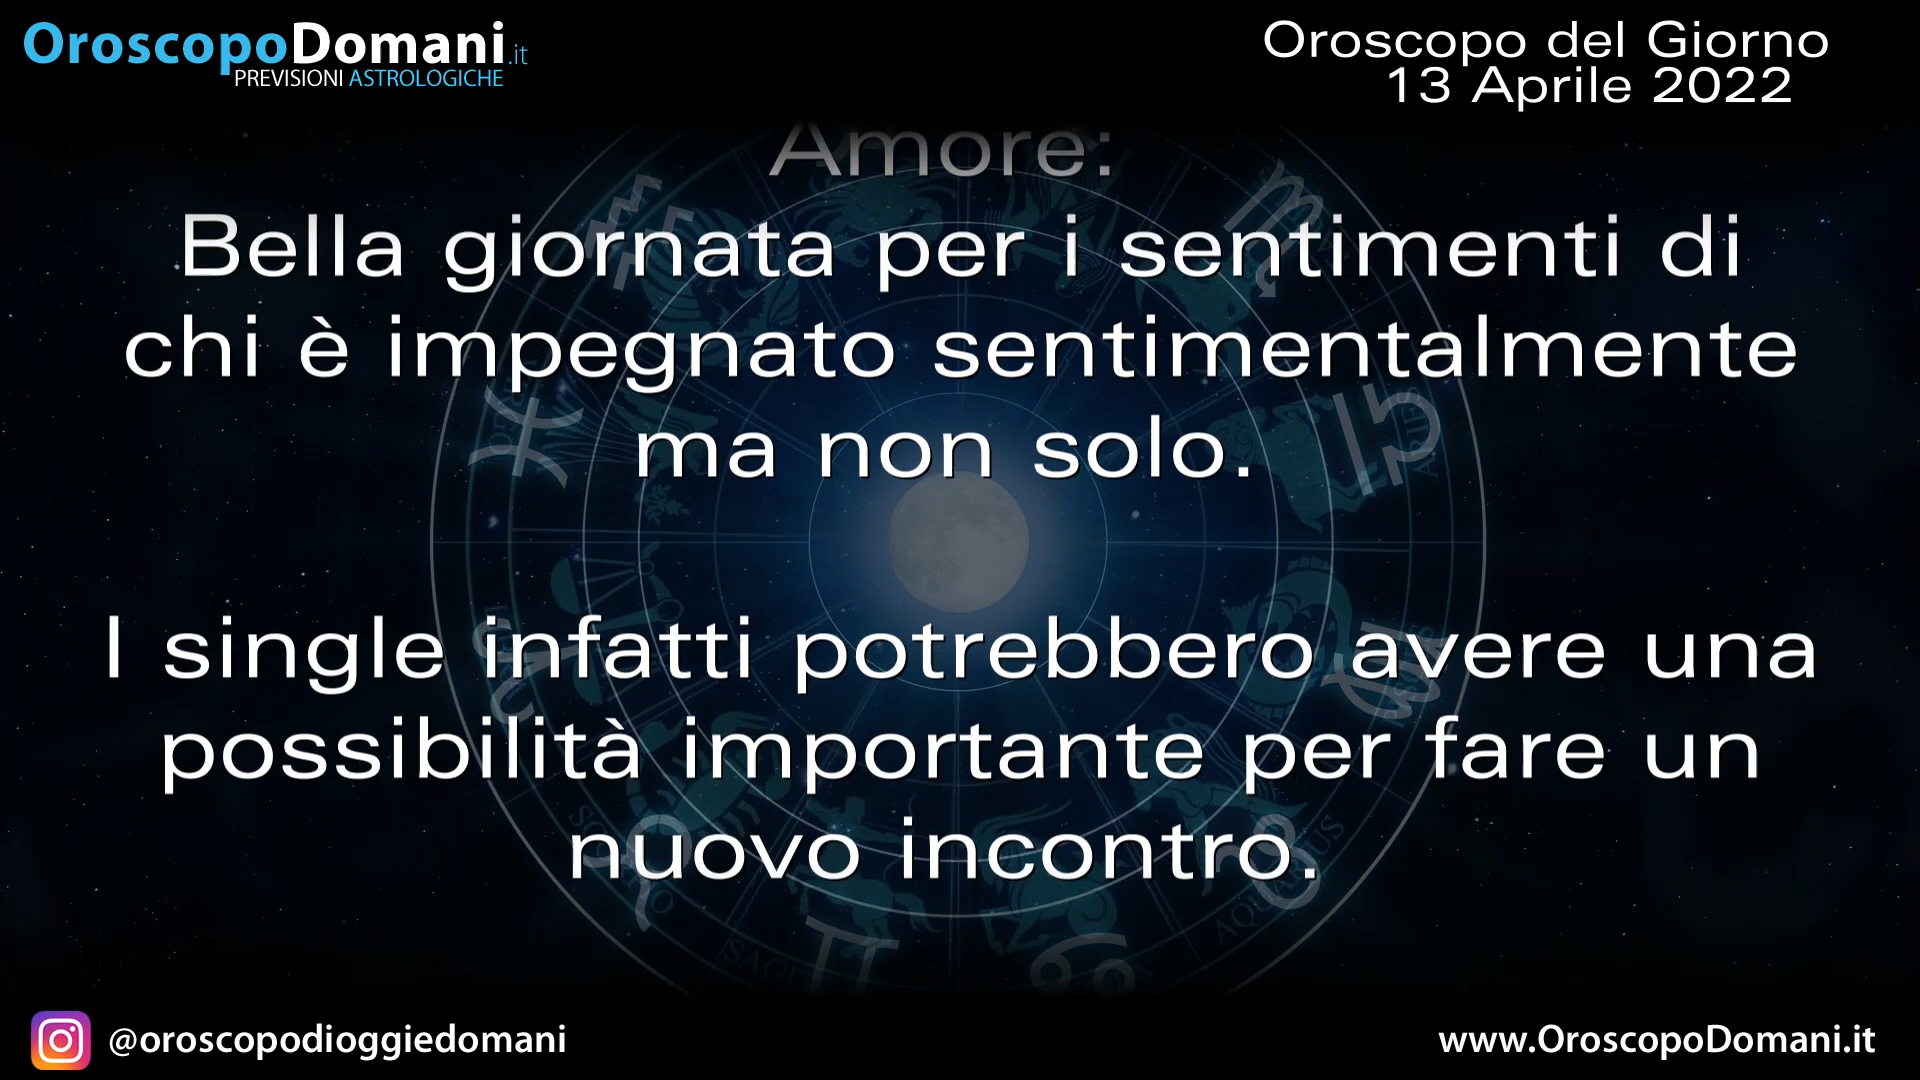 OroscopoDomani.it
PREVISIONI ASTROLOGICHE
Oroscopo del Giorno
13 Aprile 2022
Amore:
Bella giornata per i sentimenti di
chi è impegnato sentimentalmente
ma non solo.
I single infatti potrebbero avere una
possibilità importante per fare un
nuovo incontro.
AQUARIUS
@oroscopodioggiedomani
www.OroscopoDomani.it